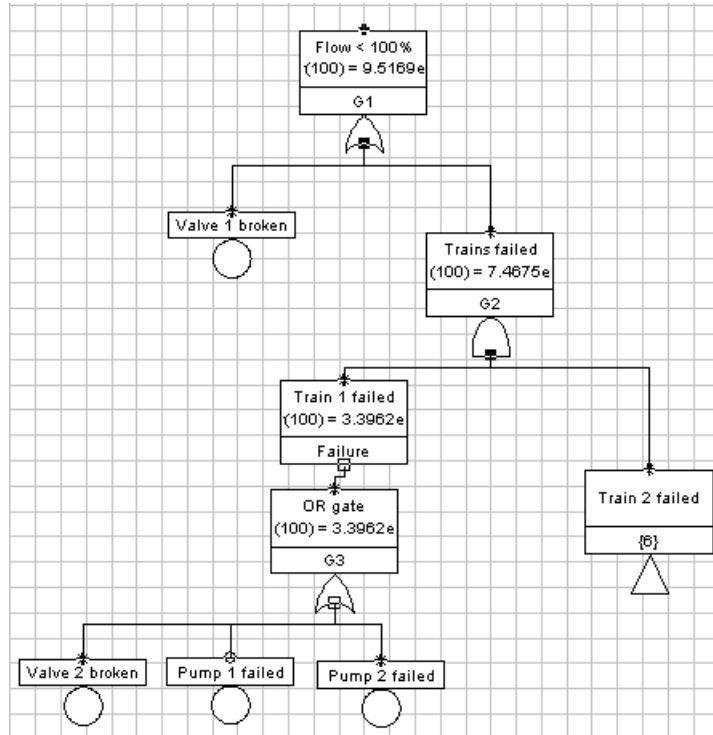 Flow < 100%
r(100) = 9.5169e
G1
Valve 1 broken
Trains failed
(100) = 7.4675e
G2
Train 1 failed
(100) = 3.3962e
Failure
Train 2 failed
{6}
OR gate
(100) = 3.3962e
G3
Valve 2 broken
Pump 1 failed
Pump 2 failed